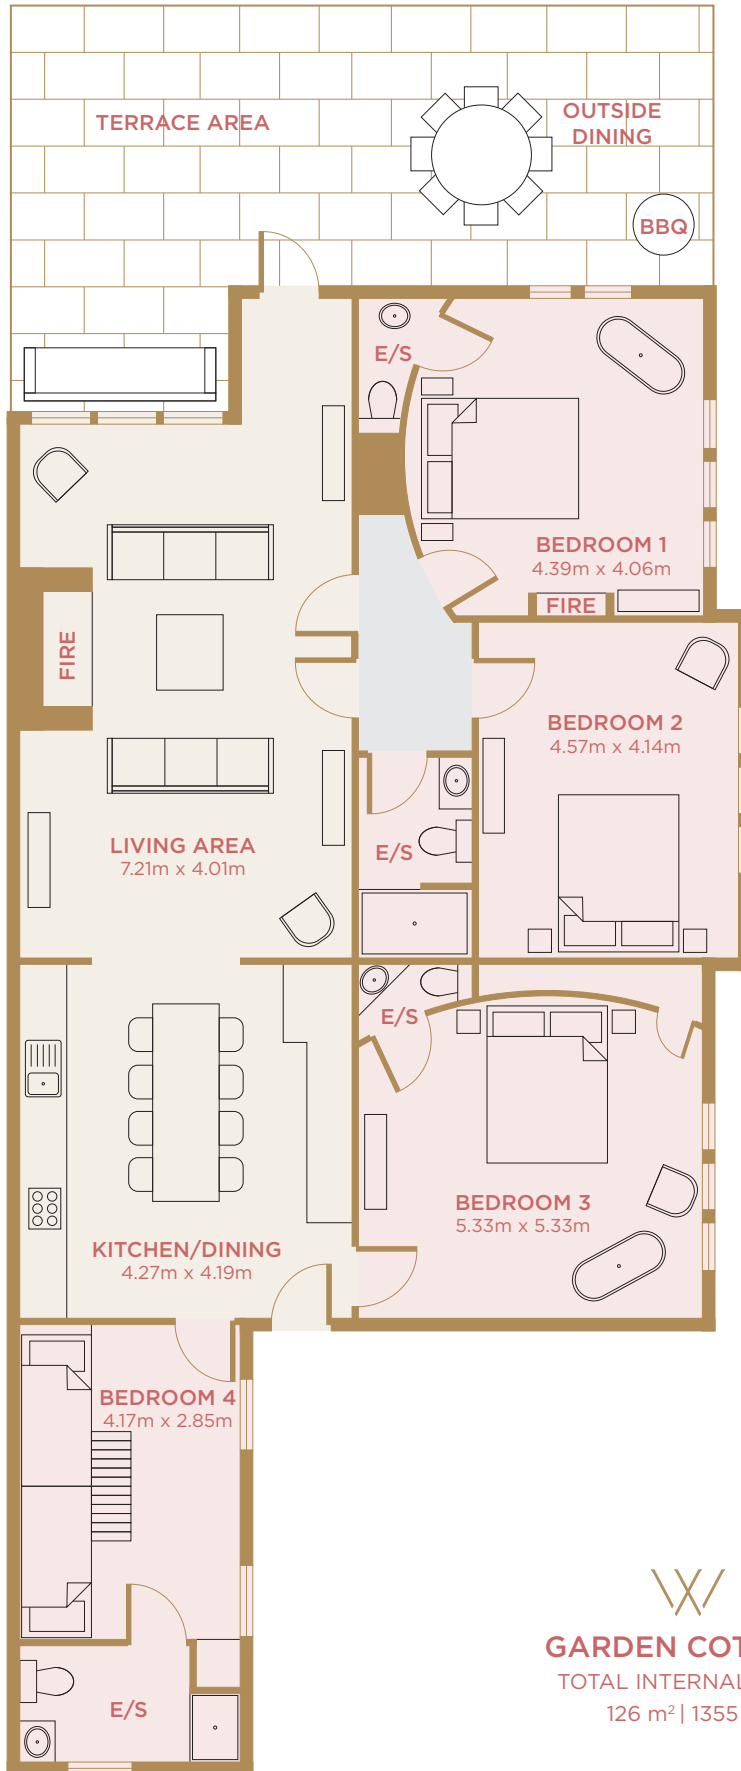 TERRACE AREA
OUTSIDE
DINING
BBQ
E/S
BEDROOM 1
4.39m x 4.06m
FIRE
FIRE
BEDROOM 2
4.57m x 4.14m
LIVING AREA
7.21m x 4.01m
E/S
E/S
BEDROOM 3
5.33m x 5.33m
KITCHEN/DINING
4.27m x 4.19m
BEDROOM 4
4.17m x 2.85m
E/S
GARDEN
TOTAL INTERNAL
126 m² | 1355